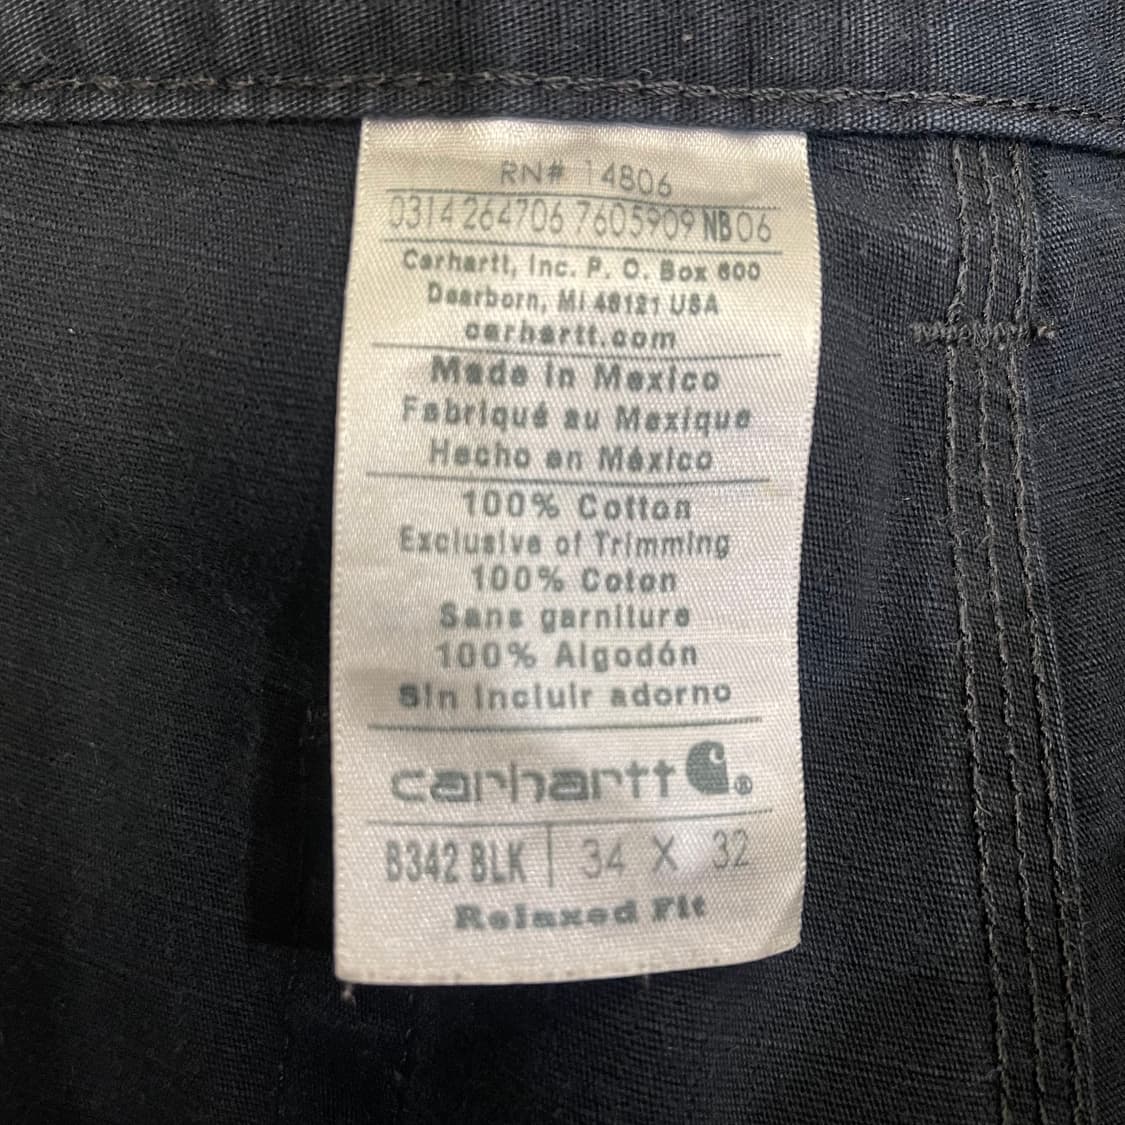 RN# 14806
0314 264706 7605909 NB 06
Carhartt, Inc. P. O. Box 600
Dearborn, MI 48121 USA
carhartt.com
Made in Mexico
Fabriqué au Mexique
Hecho en México
100% Cotton
Exclusive of Trimming
100% Coton
Sans garniture
100% Algodón
Sin Incluir adorno
carhartt ®
B342 BLK | 34 X 32
Relaxed Fit